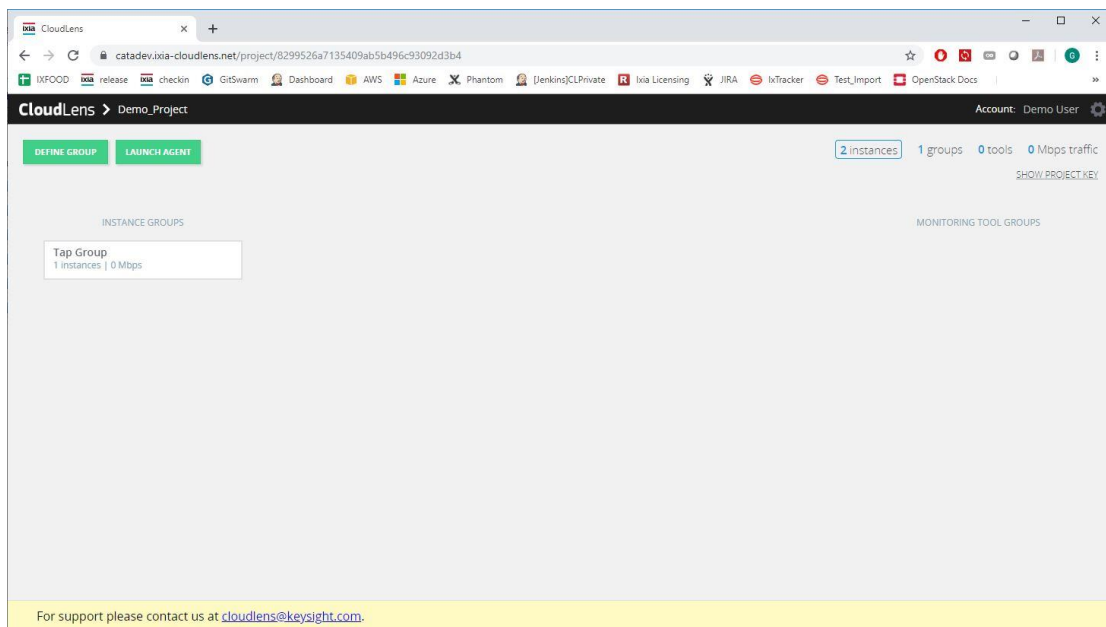 ixia CloudLens
catadev.ixia-cloudlens.net/project/8299526a7135409ab5b496c93092d3b4
IXFOOD ixia release ixia checkin GitSwarm Dashboard AWS Azure Phantom [Jenkins]CLPrivate R Ixia Licensing JIRA IxTracker Test_Import OpenStack Docs »
CloudLens > Demo_Project Account: Demo User
DEFINE GROUP LAUNCH AGENT 2 instances 1 groups 0 tools 0 Mbps traffic
SHOW PROJECT KEY
INSTANCE GROUPS MONITORING TOOL GROUPS
Tap Group
1 instances | 0 Mbps
For support please contact us at cloudlens@keysight.com.